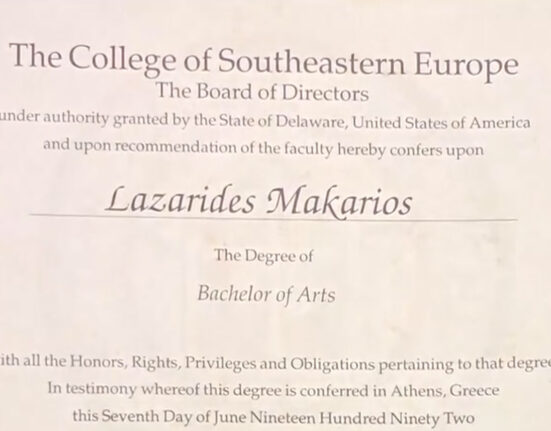 The College of Southeastern Europe
The Board of Directors
under authority granted by the State of Delaware, United States of America
and upon recommendation of the faculty hereby confers upon
Lazarides Makarios
The Degree of
Bachelor of Arts
ith all the Honors, Rights, Privileges and Obligations pertaining to that degree
In testimony whereof this degree is conferred in Athens, Greece
this Seventh Day of June Nineteen Hundred Ninety Two